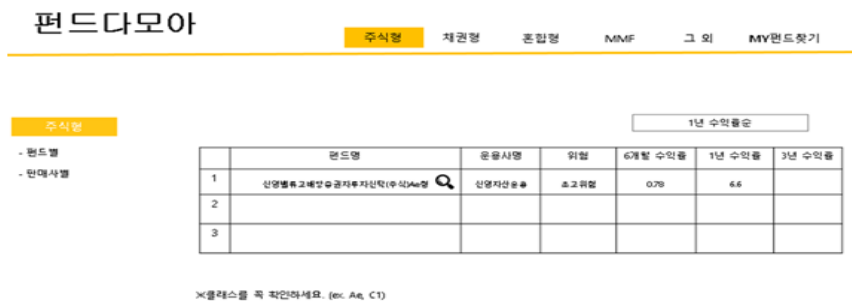 펀드다모아
주식형 채권형 혼합형 MMF 그 외 MY펀드찾기
주식형
1년 수익률순
- 펀드별
- 판매사별
펀드명 운용사명 위험 6개월 수익률 1년 수익률 3년 수익률
1 신영밸류고배당증권자투자신탁(주식)Ae형 신영자산운용 초고위험 0.78 6.6
2
3
※클래스를 꼭 확인하세요. (ex. Ae, C1)